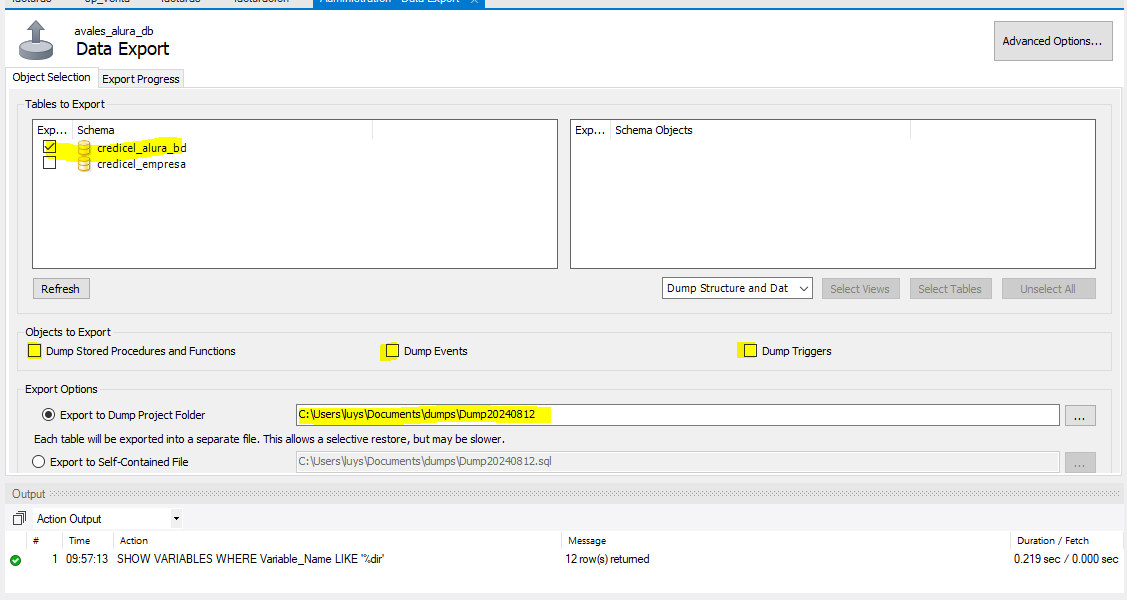 Administration - Data Export
avales_alura_db
Data Export
Advanced Options...
Object Selection
Export Progress
Tables to Export
Exp... Schema
credicel_alura_bd
credicel_empresa
Exp... Schema Objects
Refresh
Dump Structure and Dat
Select Views
Select Tables
Unselect All
Objects to Export
Dump Stored Procedures and Functions
Dump Events
Dump Triggers
Export Options
Export to Dump Project Folder
C:\Users\luys\Documents\dumps\Dump20240812
...
Each table will be exported into a separate file. This allows a selective restore, but may be slower.
Export to Self-Contained File
C:\Users\luys\Documents\dumps\Dump20240812.sql
...
Output
Action Output
# Time Action Message Duration / Fetch
1 09:57:13 SHOW VARIABLES WHERE Variable_Name LIKE '%dir' 12 row(s) returned 0.219 sec / 0.000 sec